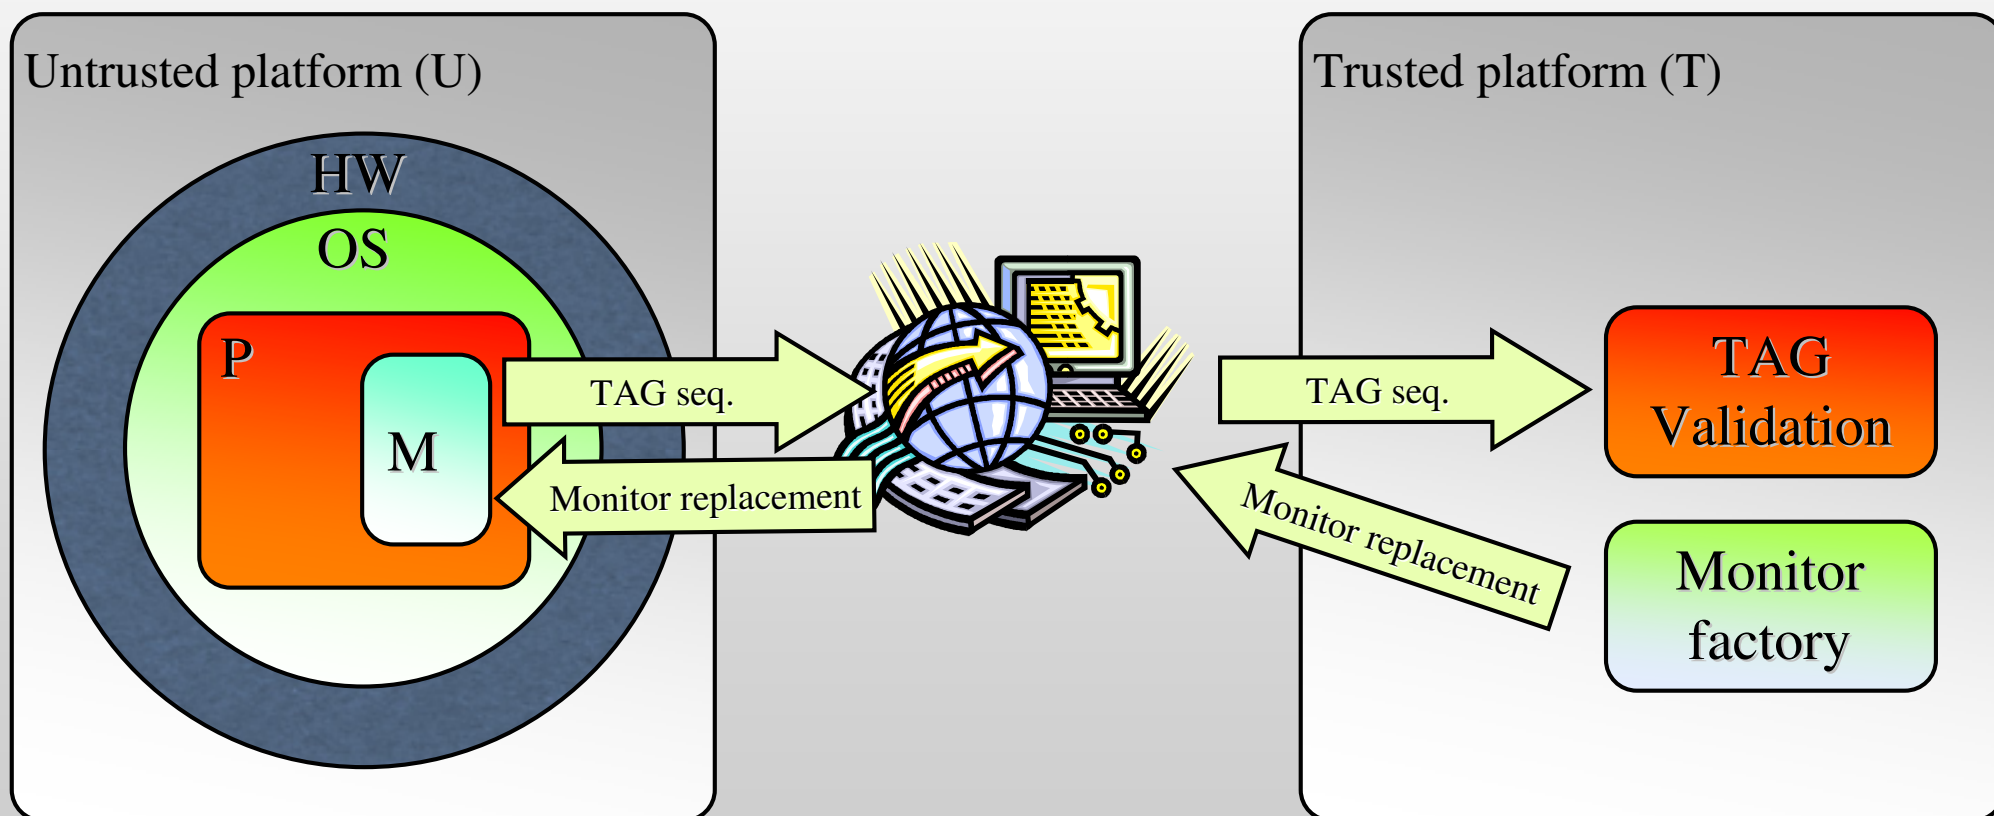 Untrusted platform (U)
HW
OS
P
M
TAG seq.
Monitor replacement
Trusted platform (T)
TAG seq.
Monitor replacement
TAG
Validation
Monitor
factory